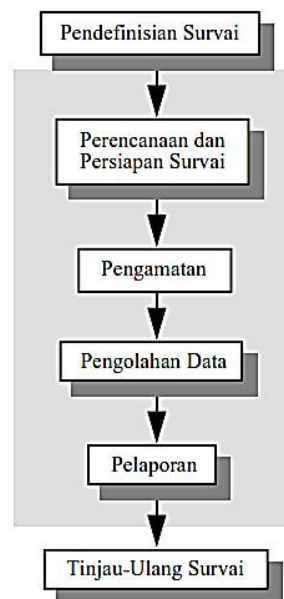 Pendefinisian Survai
Perencanaan dan
Persiapan Survai
Pengamatan
Pengolahan Data
Pelaporan
Tinjau-Ulang Survai